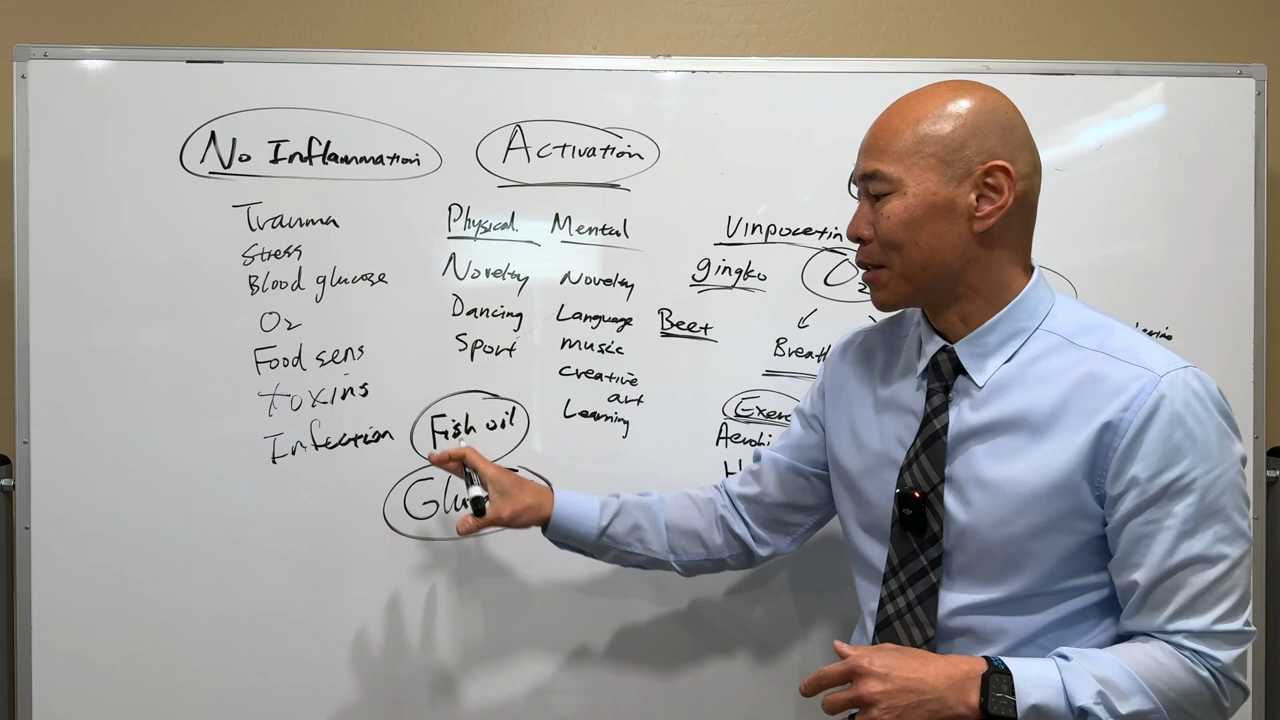 No Inflammation
Trauma
Stress
Blood glucose
O2
Food sens
toxins
Infection
Activation
Physical.
Novelty
Dancing
Sport
Mental
Novelty
Language
music
creative
art
Learning
Fish oil
Vinpocetin
gingko
O2
Beet